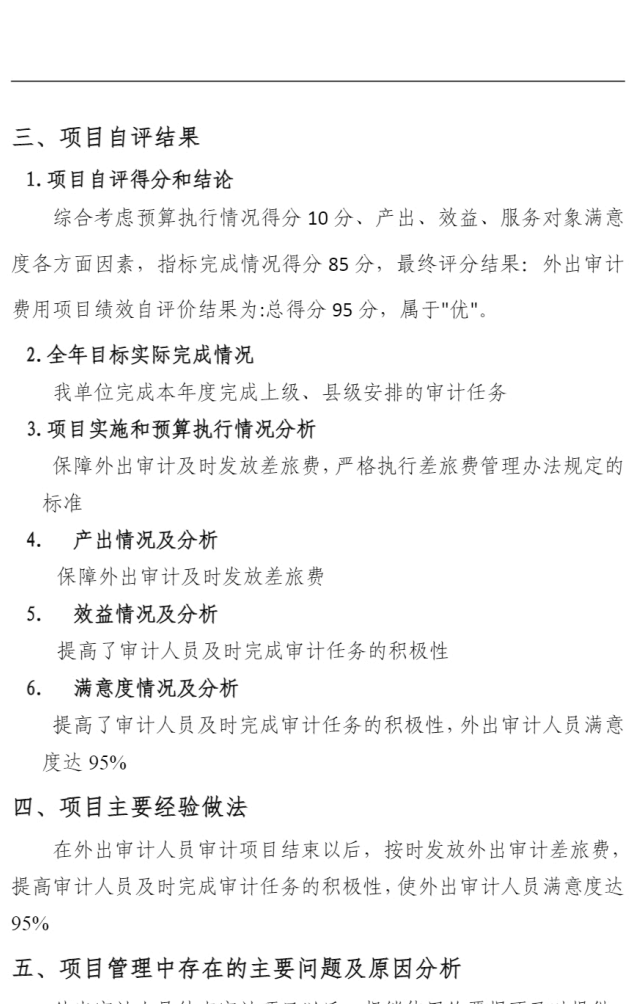 三、项目自评结果
1.项目自评得分和结论
综合考虑预算执行情况得分 10 分、产出、效益、服务对象满意
度各方面因素，指标完成情况得分 85 分，最终评分结果：外出审计
费用项目绩效自评价结果为:总得分 95 分，属于"优"。
2.全年目标实际完成情况
我单位完成本年度完成上级、县级安排的审计任务
3.项目实施和预算执行情况分析
保障外出审计及时发放差旅费,严格执行差旅费管理办法规定的
标准
4. 产出情况及分析
保障外出审计及时发放差旅费
5. 效益情况及分析
提高了审计人员及时完成审计任务的积极性
6. 满意度情况及分析
提高了审计人员及时完成审计任务的积极性,外出审计人员满意
度达 95%
四、项目主要经验做法
在外出审计人员审计项目结束以后，按时发放外出审计差旅费，
提高审计人员及时完成审计任务的积极性,使外出审计人员满意度达
95%
五、项目管理中存在的主要问题及原因分析